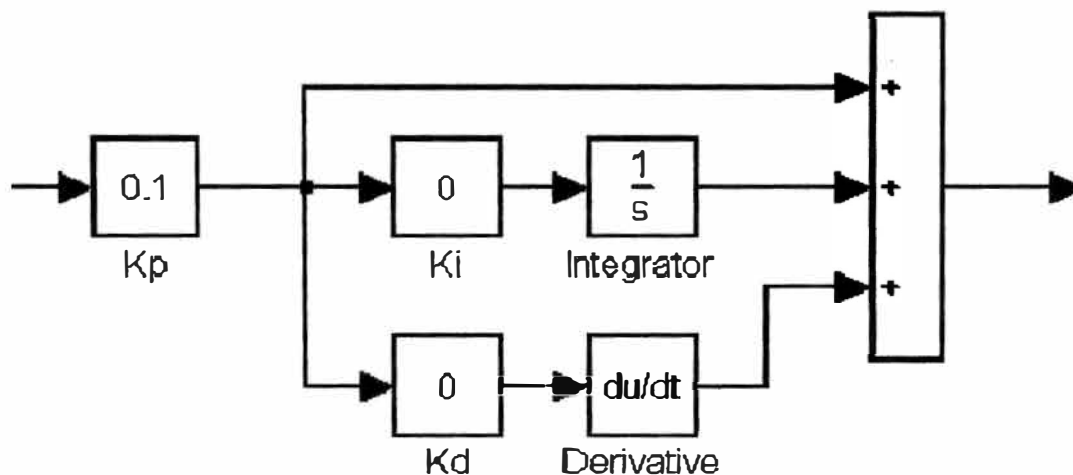 +
0.1
0
1
s
+
Kp
Ki
Integrator
+
0
du/dt
Kd
Derivative